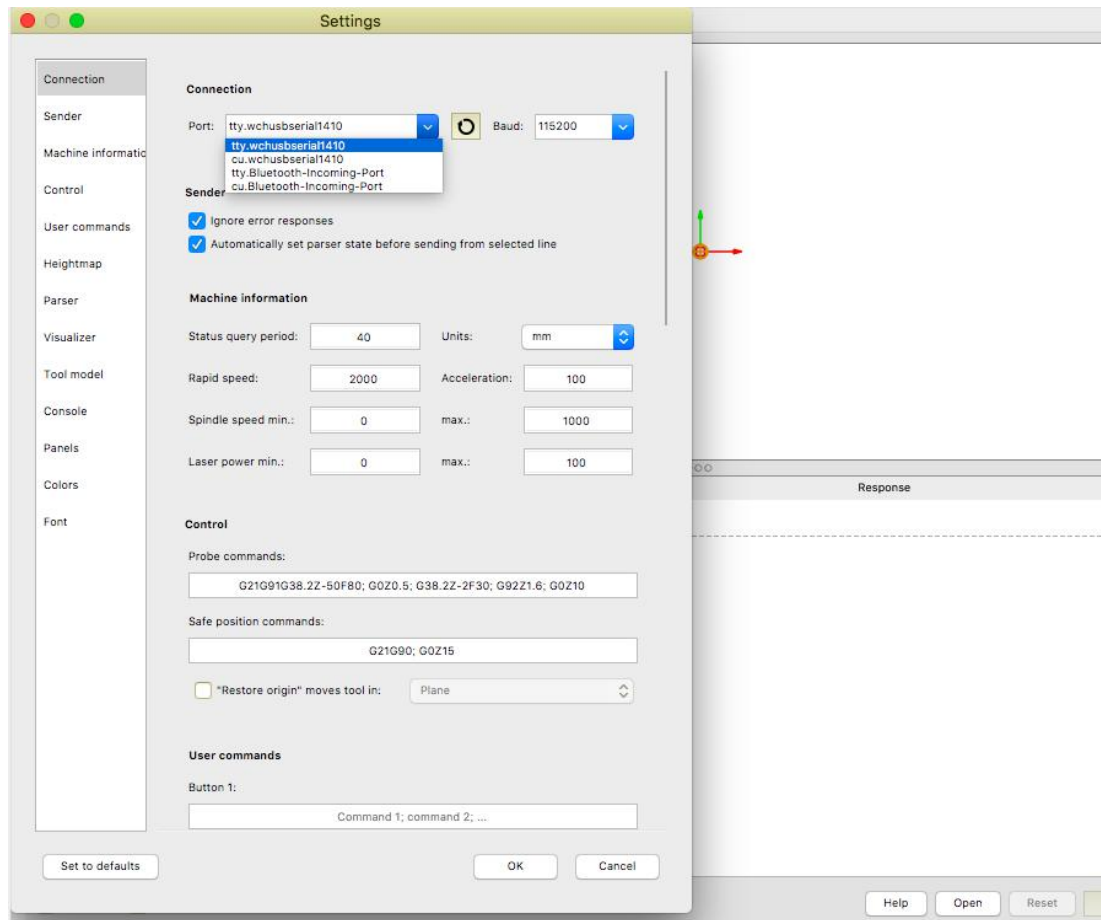 Settings
Connection
Sender
Machine informatic
Control
User commands
Heightmap
Parser
Visualizer
Tool model
Console
Panels
Colors
Font
Connection
Port: tty.wchusbserial1410 Baud: 115200
tty.wchusbserial1410
cu.wchusbserial1410
tty.Bluetooth-Incoming-Port
cu.Bluetooth-Incoming-Port
Sender
Ignore error responses
Automatically set parser state before sending from selected line
Machine information
Status query period: 40 Units: mm
Rapid speed: 2000 Acceleration: 100
Spindle speed min.: 0 max.: 1000
Laser power min.: 0 max.: 100
Control
Probe commands:
G21G91G38.2Z-50F80; G0Z0.5; G38.2Z-2F30; G92Z1.6; G0Z10
Safe position commands:
G21G90; G0Z15
"Restore origin" moves tool in: Plane
User commands
Button 1:
Command 1; command 2; ...
Set to defaults OK Cancel
Response
Help Open Reset